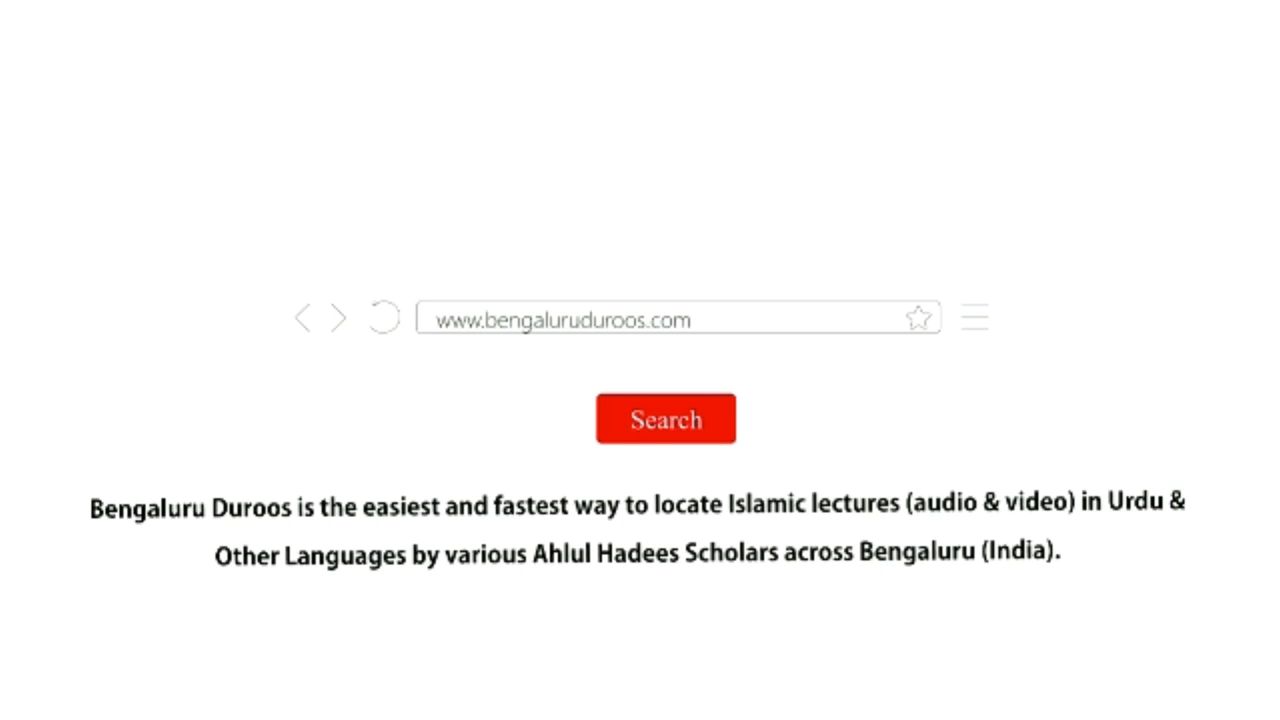 www.bengaluruduroos.com
Search
Bengaluru Duroos is the easiest and fastest way to locate Islamic lectures (audio & video) in Urdu &
Other Languages by various Ahlul Hadees Scholars across Bengaluru (India).